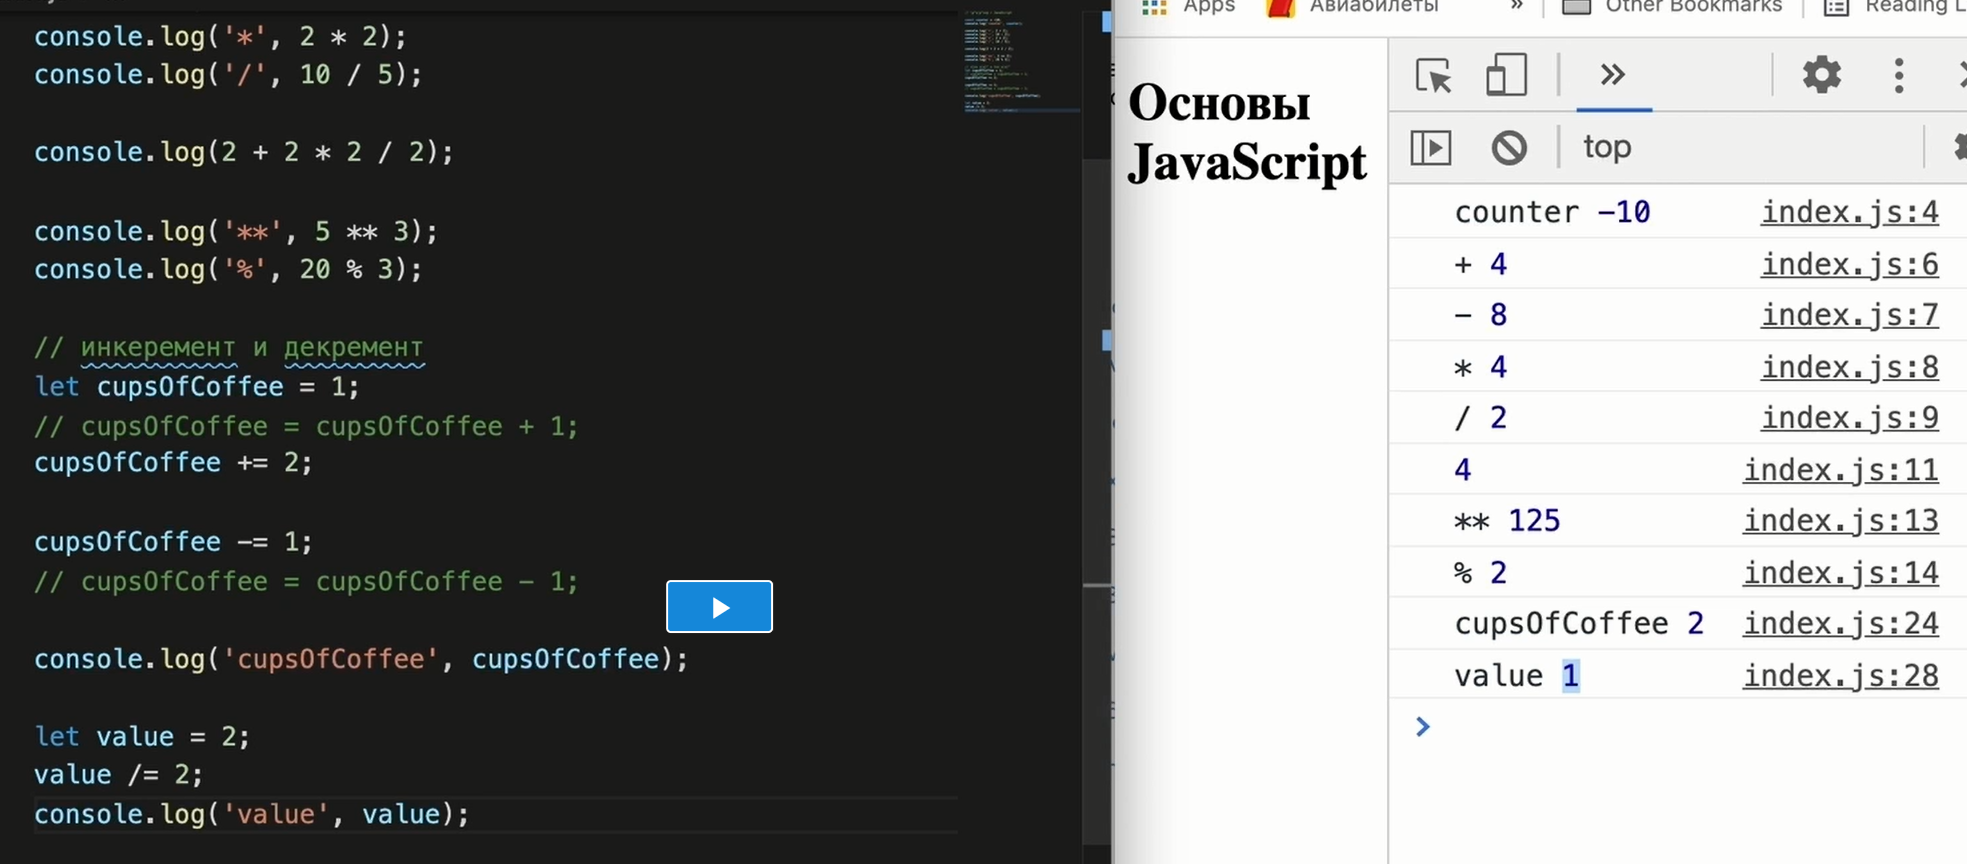 console.log('*', 2 * 2);
console.log('/', 10 / 5);
console.log(2 + 2 * 2 / 2);
console.log('**', 5 ** 3);
console.log('%', 20 % 3);
// инкеремент и декремент
let cupsOfCoffee = 1;
// cupsOfCoffee = cupsOfCoffee + 1;
cupsOfCoffee += 2;
cupsOfCoffee -= 1;
// cupsOfCoffee = cupsOfCoffee - 1;
console.log('cupsOfCoffee', cupsOfCoffee);
let value = 2;
value /= 2;
console.log('value', value);
Apps Авиабилеты » Other Bookmarks Reading
Основы
JavaScript
top
counter -10 index.js:4
+ 4 index.js:6
- 8 index.js:7
* 4 index.js:8
/ 2 index.js:9
4 index.js:11
** 125 index.js:13
% 2 index.js:14
cupsOfCoffee 2 index.js:24
value 1 index.js:28